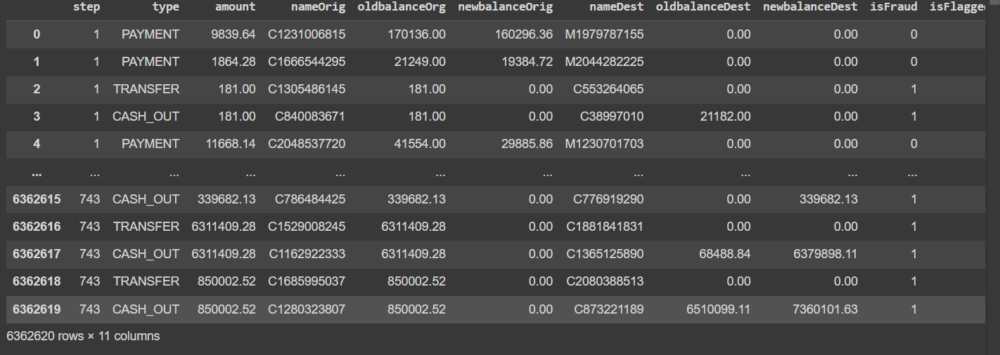 step type amount nameOrig oldbalanceOrg newbalanceOrig nameDest oldbalanceDest newbalanceDest isFraud isFlagged
0 1 PAYMENT 9839.64 C1231006815 170136.00 160296.36 M1979787155 0.00 0.00 0
1 1 PAYMENT 1864.28 C1666544295 21249.00 19384.72 M2044282225 0.00 0.00 0
2 1 TRANSFER 181.00 C1305486145 181.00 0.00 C553264065 0.00 0.00 1
3 1 CASH_OUT 181.00 C840083671 181.00 0.00 C38997010 21182.00 0.00 1
4 1 PAYMENT 11668.14 C2048537720 41554.00 29885.86 M1230701703 0.00 0.00 0
... ... ... ... ... ... ... ... ... ... ...
6362615 743 CASH_OUT 339682.13 C786484425 339682.13 0.00 C776919290 0.00 339682.13 1
6362616 743 TRANSFER 6311409.28 C1529008245 6311409.28 0.00 C1881841831 0.00 0.00 1
6362617 743 CASH_OUT 6311409.28 C1162922333 6311409.28 0.00 C1365125890 68488.84 6379898.11 1
6362618 743 TRANSFER 850002.52 C1685995037 850002.52 0.00 C2080388513 0.00 0.00 1
6362619 743 CASH_OUT 850002.52 C1280323807 850002.52 0.00 C873221189 6510099.11 7360101.63 1
6362620 rows × 11 columns